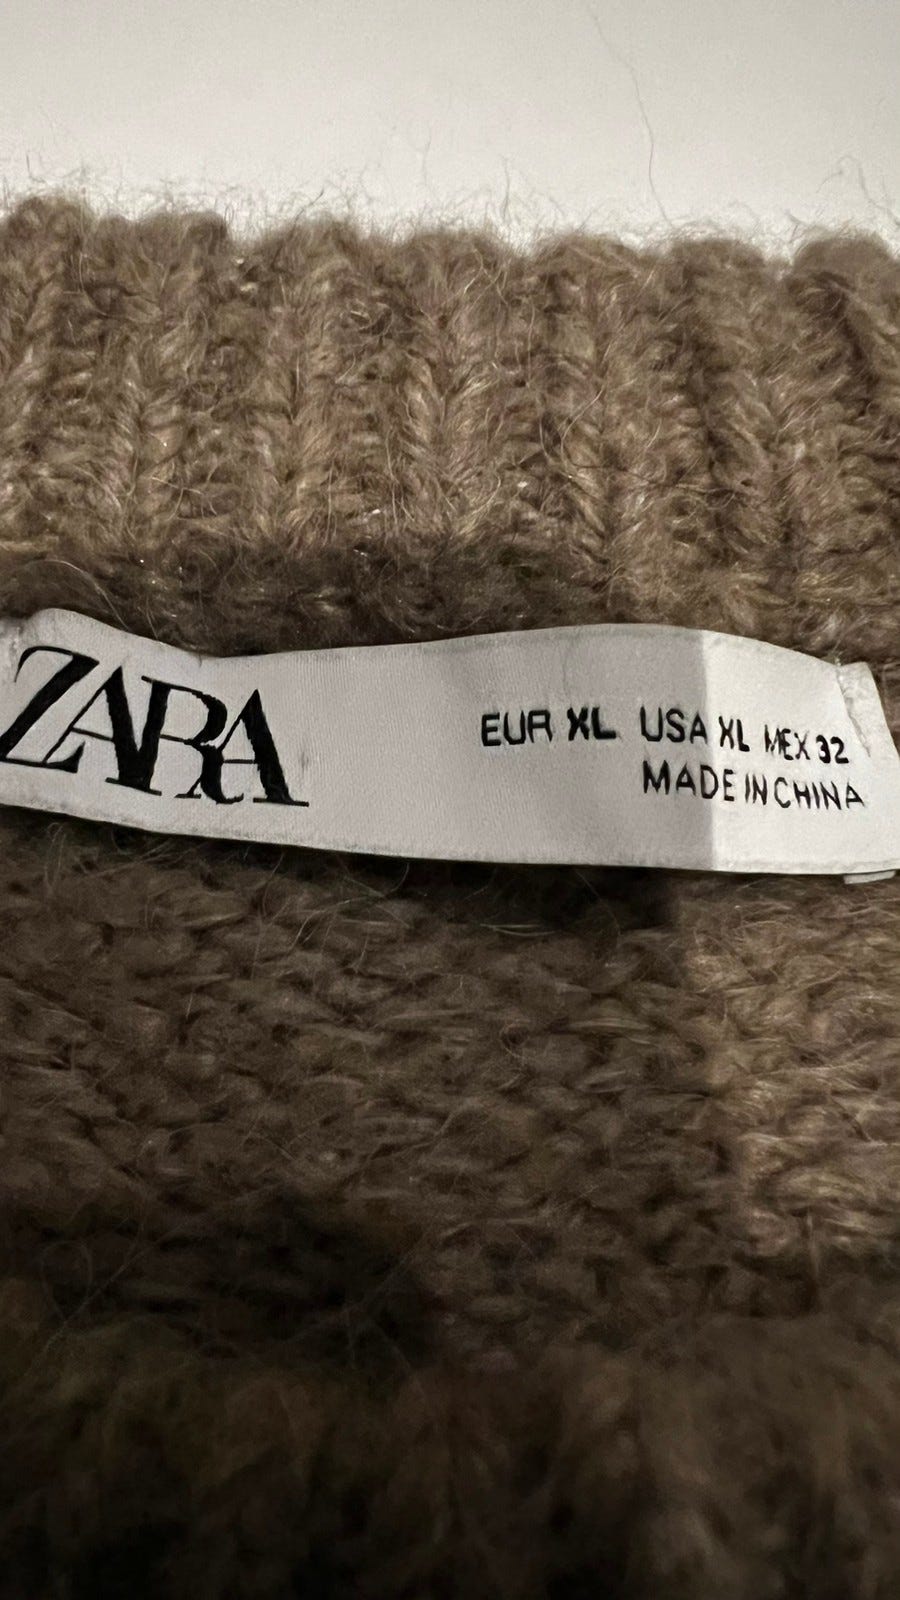 ZARA
EUR XL USA XL MEX 32
MADE IN CHINA